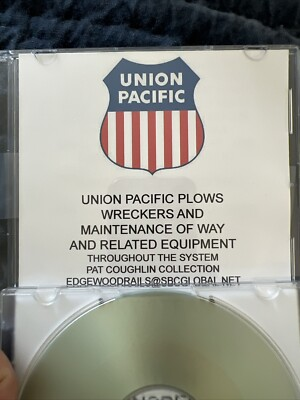 UNION
PACIFIC
UNION PACIFIC PLOWS
WRECKERS AND
MAINTENANCE OF WAY
AND RELATED EQUIPMENT
THROUGHOUT THE SYSTEM
PAT COUGHLIN COLLECTION
EDGEWOODRAILS@SBCGLOBAL.NET